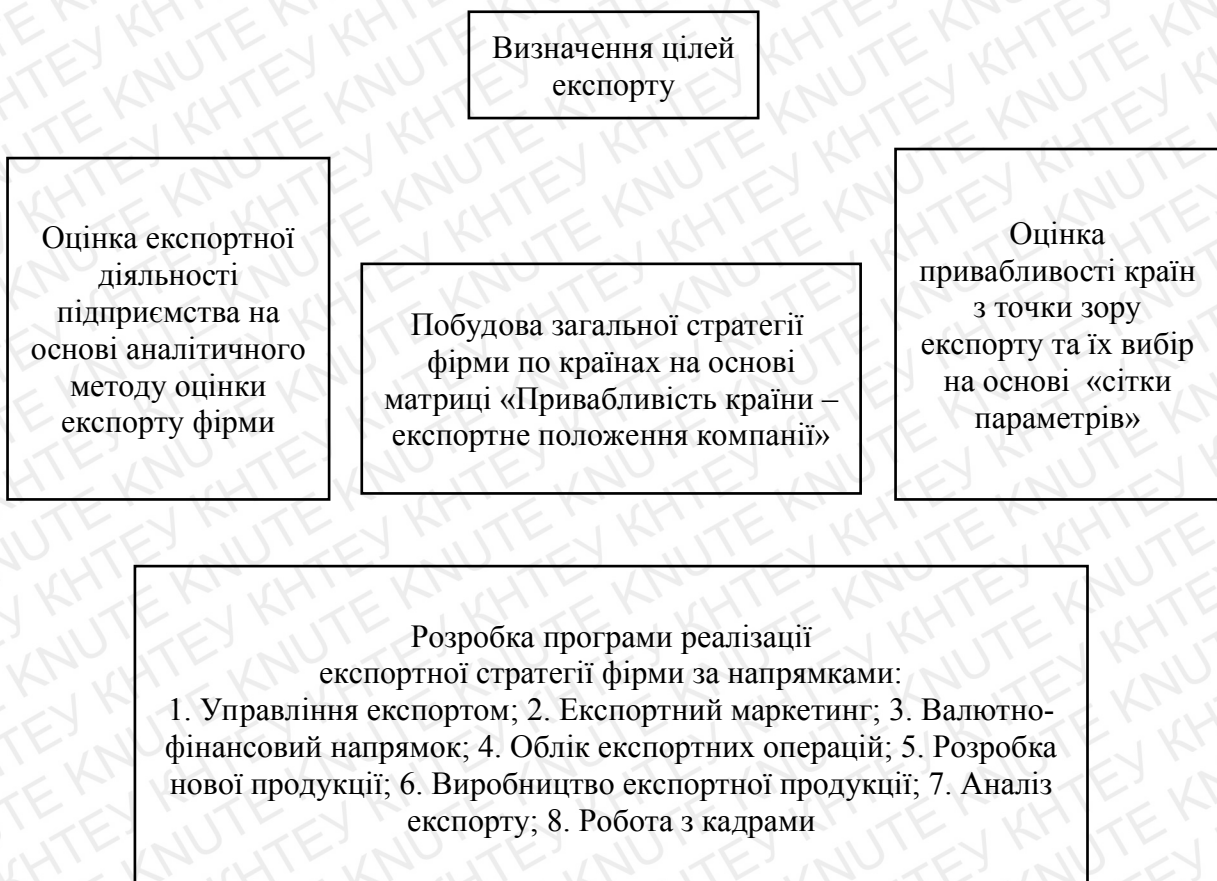 Визначення цілей
експорту
Оцінка експортної
діяльності
підприємства на
основі аналітичного
методу оцінки
експорту фірми
Побудова загальної стратегії
фірми по країнах на основі
матриці «Привабливість країни –
експортне положення компанії»
Оцінка
привабливості країн
з точки зору
експорту та їх вибір
на основі «сітки
параметрів»
Розробка програми реалізації
експортної стратегії фірми за напрямками:
1. Управління експортом; 2. Експортний маркетинг; 3. Валютно-
фінансовий напрямок; 4. Облік експортних операцій; 5. Розробка
нової продукції; 6. Виробництво експортної продукції; 7. Аналіз
експорту; 8. Робота з кадрами